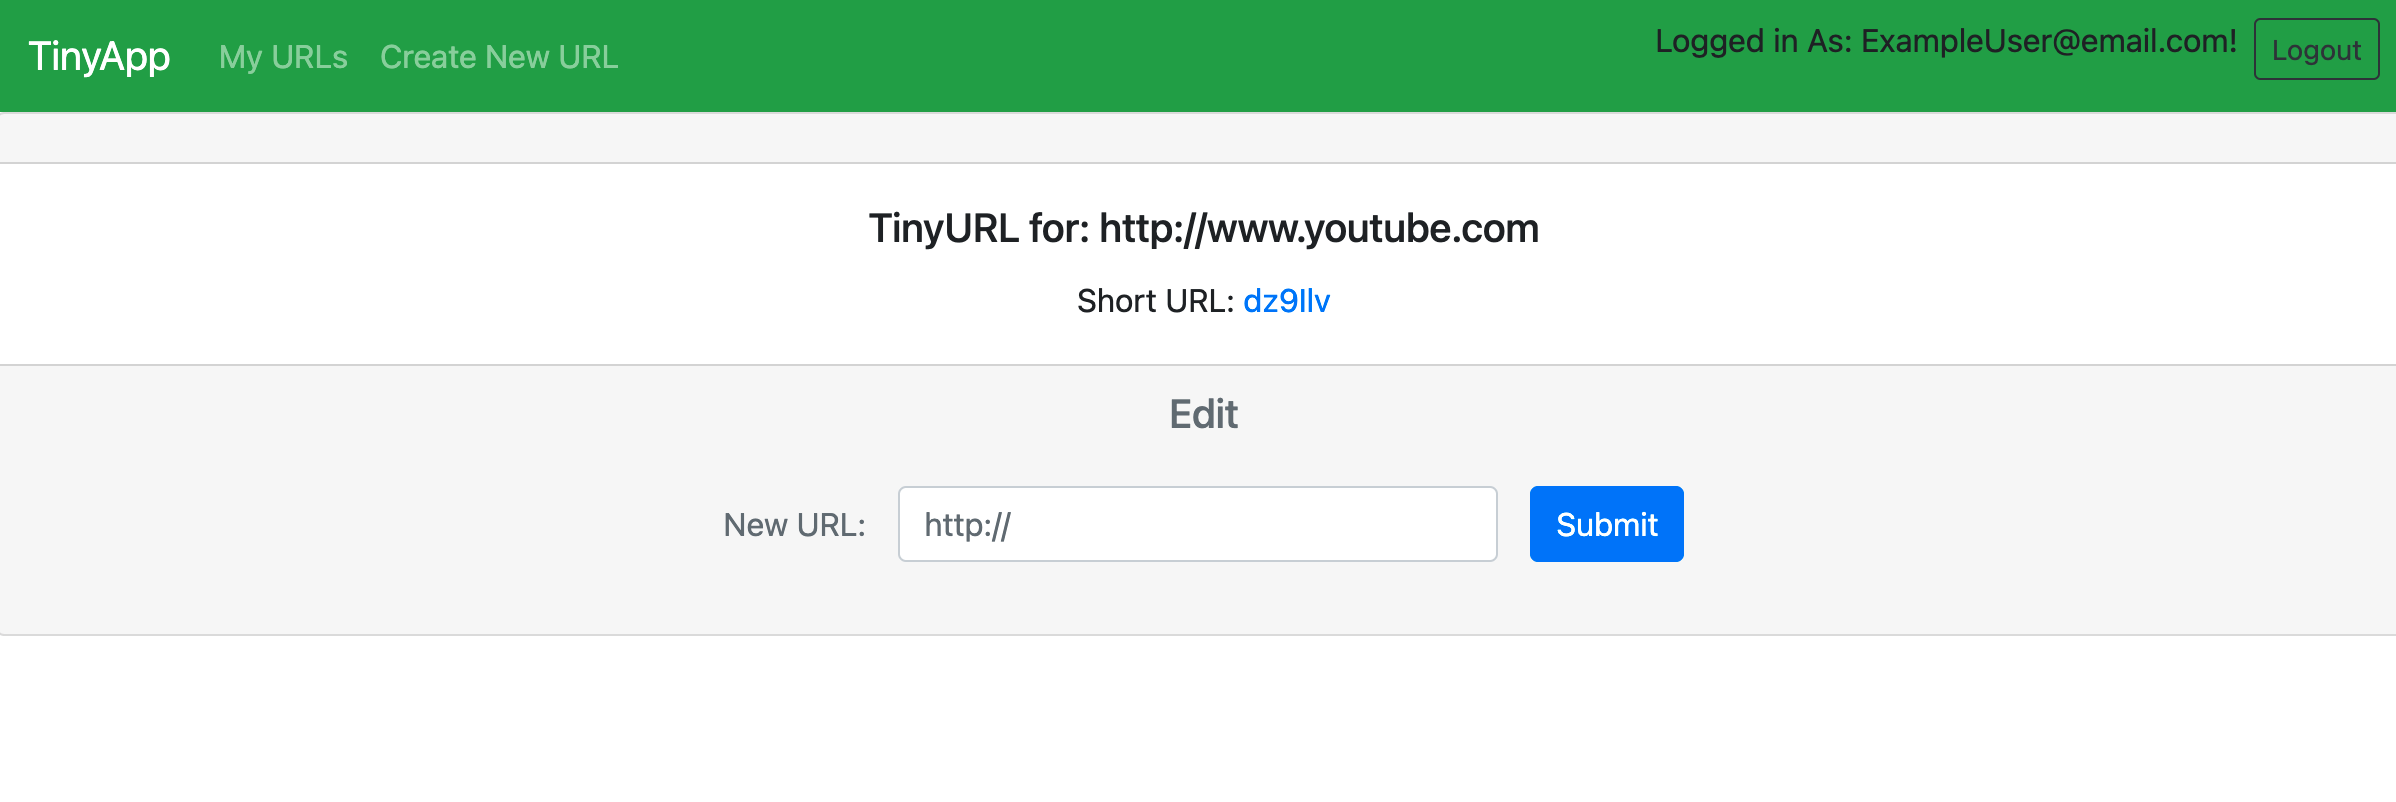 TinyApp My URLs Create New URL Logged in As: ExampleUser@email.com! Logout
TinyURL for: http://www.youtube.com
Short URL: dz9llv
Edit
New URL: http:// Submit